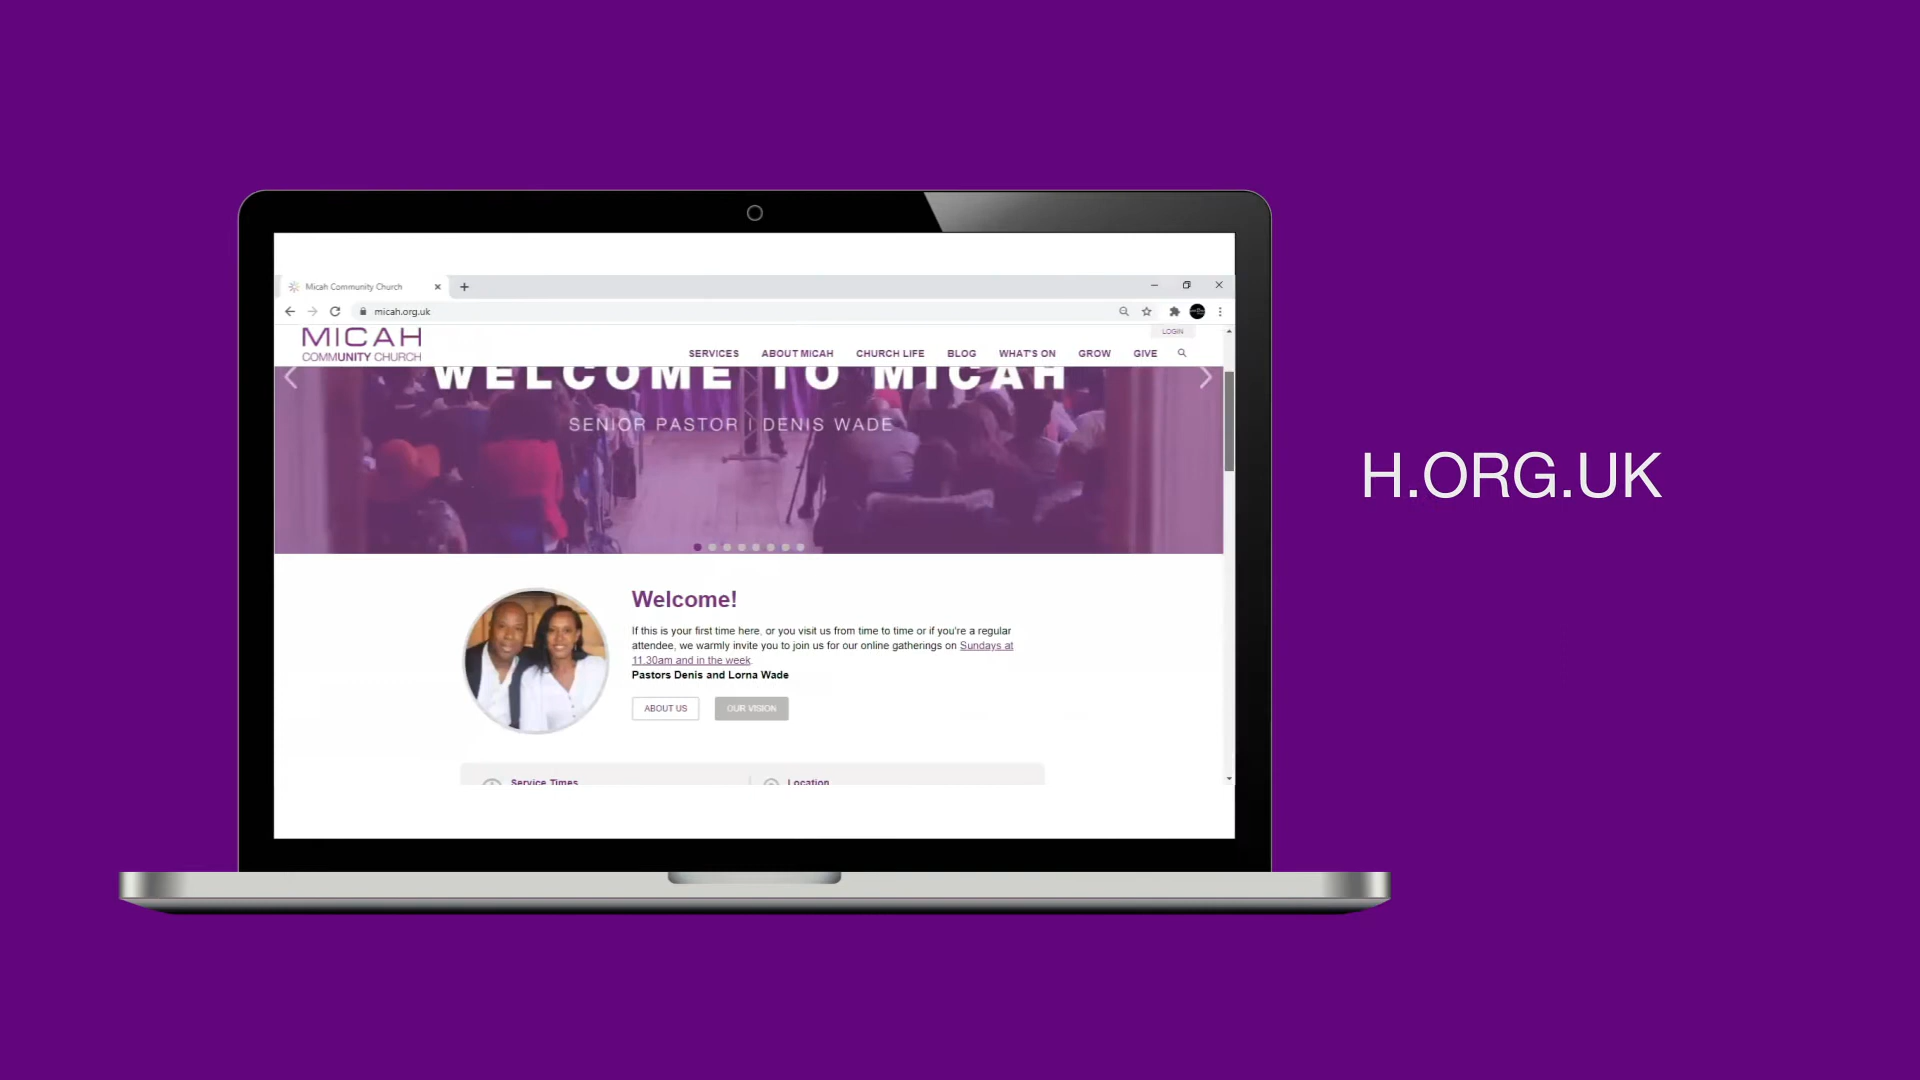 Micah Community Church
micah.org.uk
LOGIN
MICAH
COMMUNITY CHURCH
SERVICES ABOUT MICAH CHURCH LIFE BLOG WHAT'S ON GROW GIVE
WELCOME TO MICAH
SENIOR PASTOR | DENIS WADE
H.ORG.UK
Welcome!
If this is your first time here, or you visit us from time to time or if you're a regular
attendee, we warmly invite you to join us for our online gatherings on Sundays at
11.30am and in the week.
Pastors Denis and Lorna Wade
ABOUT US OUR VISION
Service Times Location